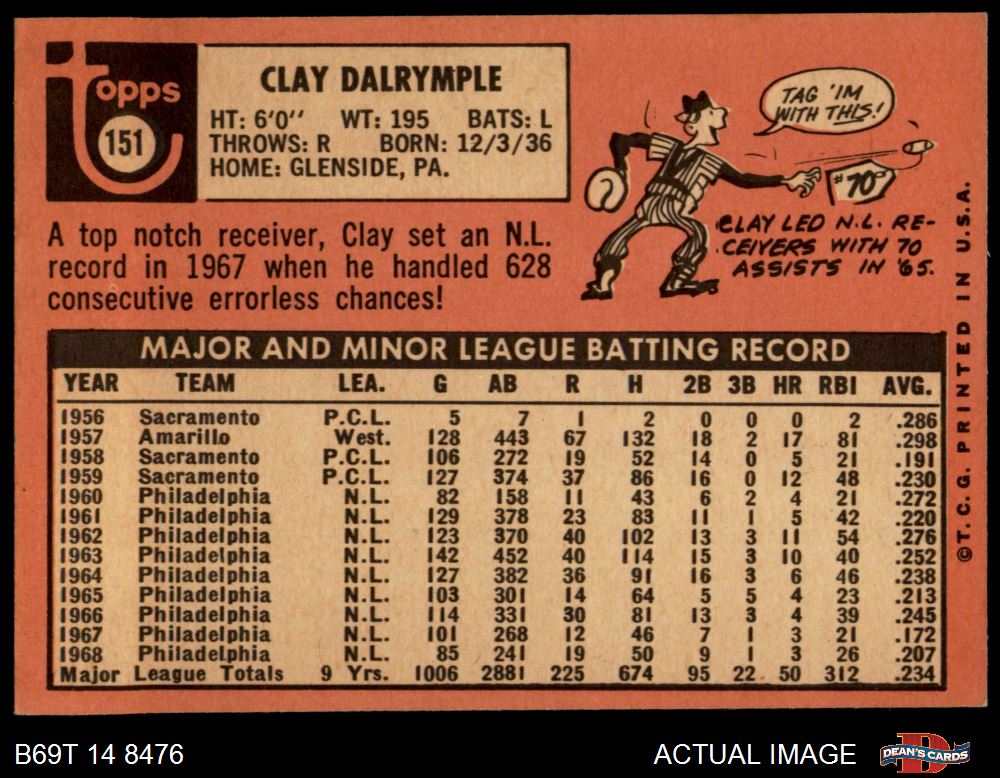 Topps
151
CLAY DALRYMPLE
HT: 6'0" WT: 195 BATS: L
THROWS: R BORN: 12/3/36
HOME: GLENSIDE, PA.
TAG 'IM
WITH THIS!
#70
CLAY LED N.L. RE-
CEIVERS WITH 70
ASSISTS IN '65.
A top notch receiver, Clay set an N.L.
record in 1967 when he handled 628
consecutive errorless chances!
MAJOR AND MINOR LEAGUE BATTING RECORD
YEAR TEAM LEA. G AB R H 2B 3B HR RBI AVG.
1956 Sacramento P.C.L. 5 7 1 2 0 0 0 2 .286
1957 Amarillo West. 128 443 67 132 18 2 17 81 .298
1958 Sacramento P.C.L. 106 272 19 52 14 0 5 21 .191
1959 Sacramento P.C.L. 127 374 37 86 16 0 12 48 .230
1960 Philadelphia N.L. 82 158 11 43 6 2 4 21 .272
1961 Philadelphia N.L. 129 378 23 83 11 1 5 42 .220
1962 Philadelphia N.L. 123 370 40 102 13 3 11 54 .276
1963 Philadelphia N.L. 142 452 40 114 15 3 10 40 .252
1964 Philadelphia N.L. 127 382 36 91 16 3 6 46 .238
1965 Philadelphia N.L. 103 301 14 64 5 5 4 23 .213
1966 Philadelphia N.L. 114 331 30 81 13 3 4 39 .245
1967 Philadelphia N.L. 101 268 12 46 7 1 3 21 .172
1968 Philadelphia N.L. 85 241 19 50 9 1 3 26 .207
Major League Totals 9 Yrs. 1006 2881 225 674 95 22 50 312 .234
©T.C.G. PRINTED IN U.S.A.
B69T 14 8476
ACTUAL IMAGE
D
DEAN'S CARDS